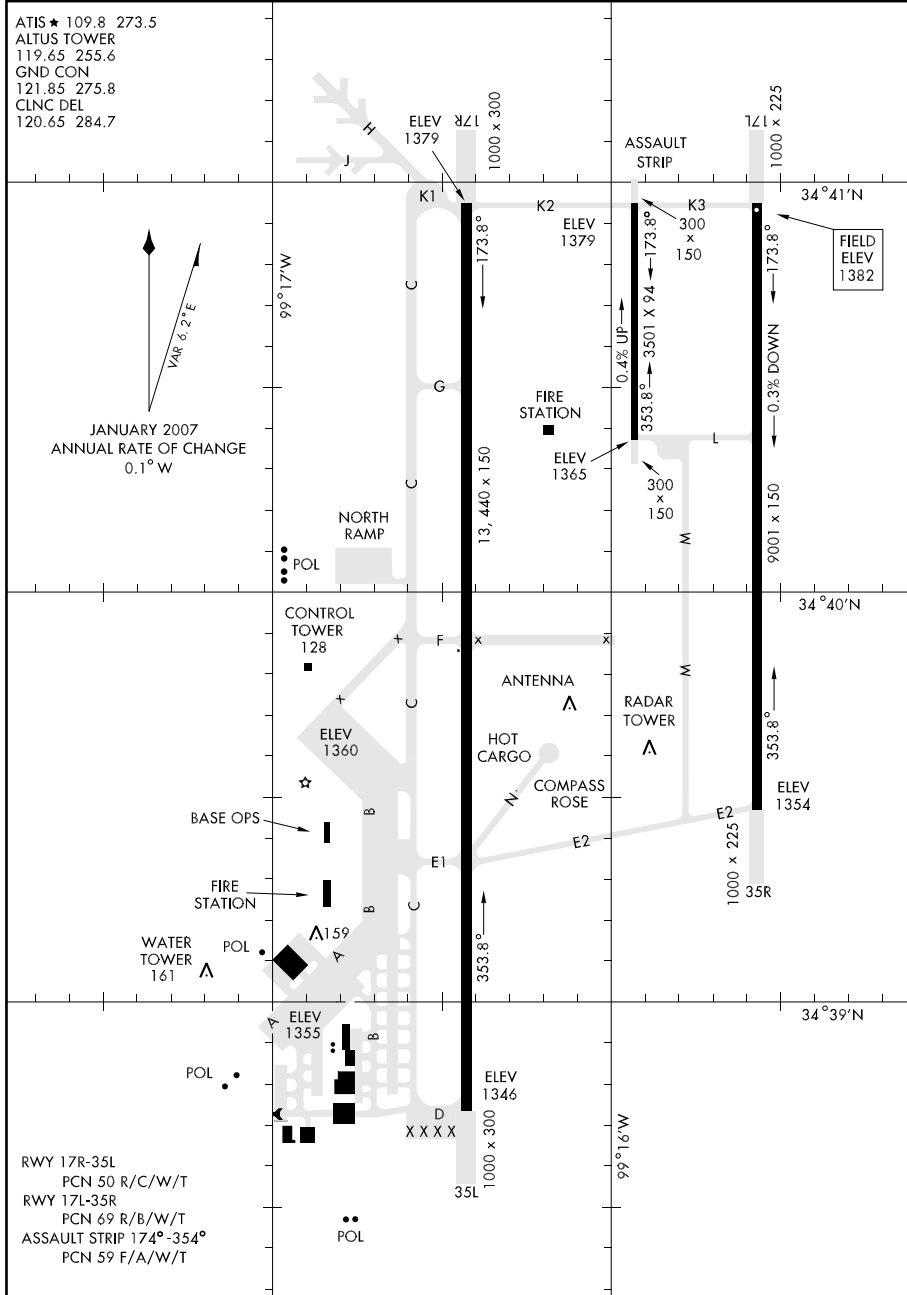 ATIS ★ 109.8 273.5
ALTUS TOWER
119.65 255.6
GND CON
121.85 275.8
CLNC DEL
120.65 284.7
H
J
ELEV
1379
17R
1000 x 300
ASSAULT
STRIP
17L
1000 x 225
34°41'N
K1
K2
K3
ELEV
1379
300
x
150
FIELD
ELEV
1382
VAR 6.2°E
JANUARY 2007
ANNUAL RATE OF CHANGE
0.1°W
99°17'W
C
173.8°
0.4% UP
173.8°
3501 X 94
353.8°
173.8°
0.3% DOWN
G
FIRE
STATION
L
ELEV
1365
300
x
150
C
13, 440 x 150
9001 x 150
M
NORTH
RAMP
POL
34°40'N
CONTROL
TOWER
128
x
F
x
x
x
ANTENNA
M
RADAR
TOWER
353.8°
ELEV
1360
C
HOT
CARGO
COMPASS
ROSE
N
ELEV
1354
BASE OPS
B
E2
E2
E1
1000 x 225
35R
FIRE
STATION
B
C
159
353.8°
POL
A
WATER
TOWER
161
34°39'N
A
ELEV
1355
B
POL
ELEV
1346
D
X X X X
1000 x 300
35L
99°16'W
RWY 17R-35L
PCN 50 R/C/W/T
RWY 17L-35R
PCN 69 R/B/W/T
ASSAULT STRIP 174°-354°
PCN 59 F/A/W/T
POL